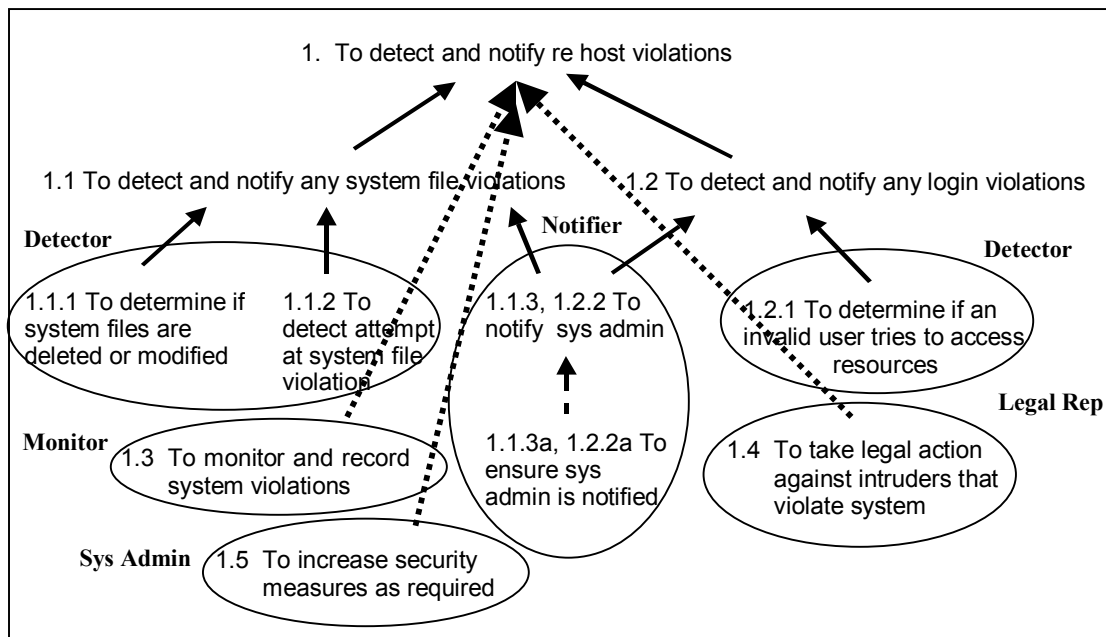 1. To detect and notify re host violations
1.1 To detect and notify any system file violations
1.2 To detect and notify any login violations
Detector
Notifier
Detector
1.1.1 To determine if
system files are
deleted or modified
1.1.2 To
detect attempt
at system file
violation
1.1.3, 1.2.2 To
notify sys admin
1.2.1 To determine if an
invalid user tries to access
resources
Legal Rep
Monitor
1.3 To monitor and record
system violations
1.1.3a, 1.2.2a To
ensure sys
admin is notified
1.4 To take legal action
against intruders that
violate system
Sys Admin
1.5 To increase security
measures as required